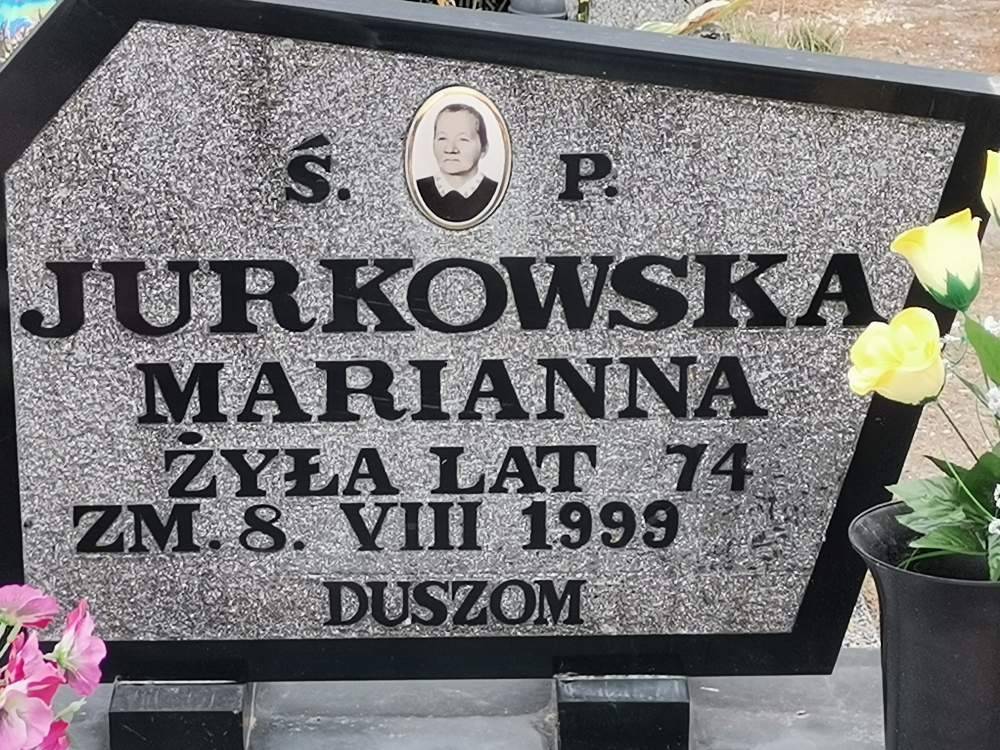 Ś. P.
JURKOWSKA
MARIANNA
ŻYŁA LAT 74
ZM. 8. VIII 1999
DUSZOM